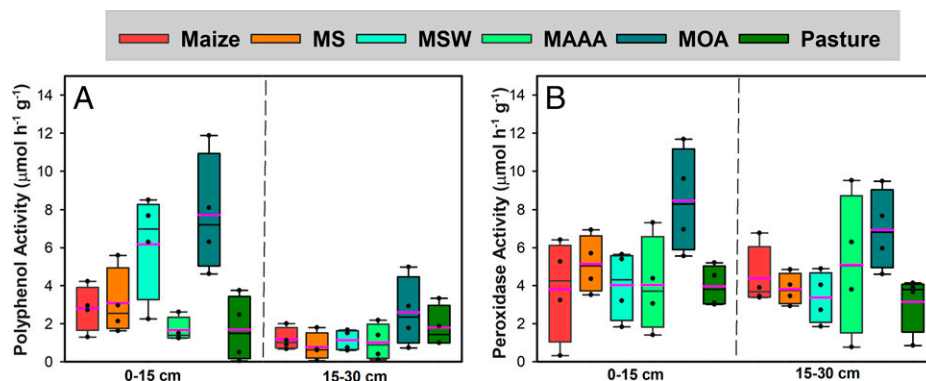 Maize MS MSW MAAA MOA Pasture
A
Polyphenol Activity (μmol h⁻¹ g⁻¹)
14
12
10
8
6
4
2
0
0-15 cm 15-30 cm
B
Peroxidase Activity (μmol h⁻¹ g⁻¹)
14
12
10
8
6
4
2
0
0-15 cm 15-30 cm